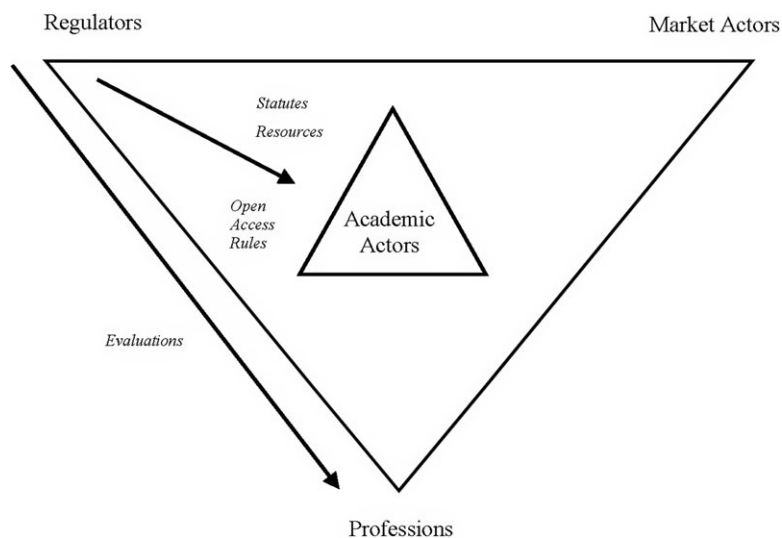 Regulators
Market Actors
Statutes
Resources
Open
Access
Rules
Academic
Actors
Evaluations
Professions